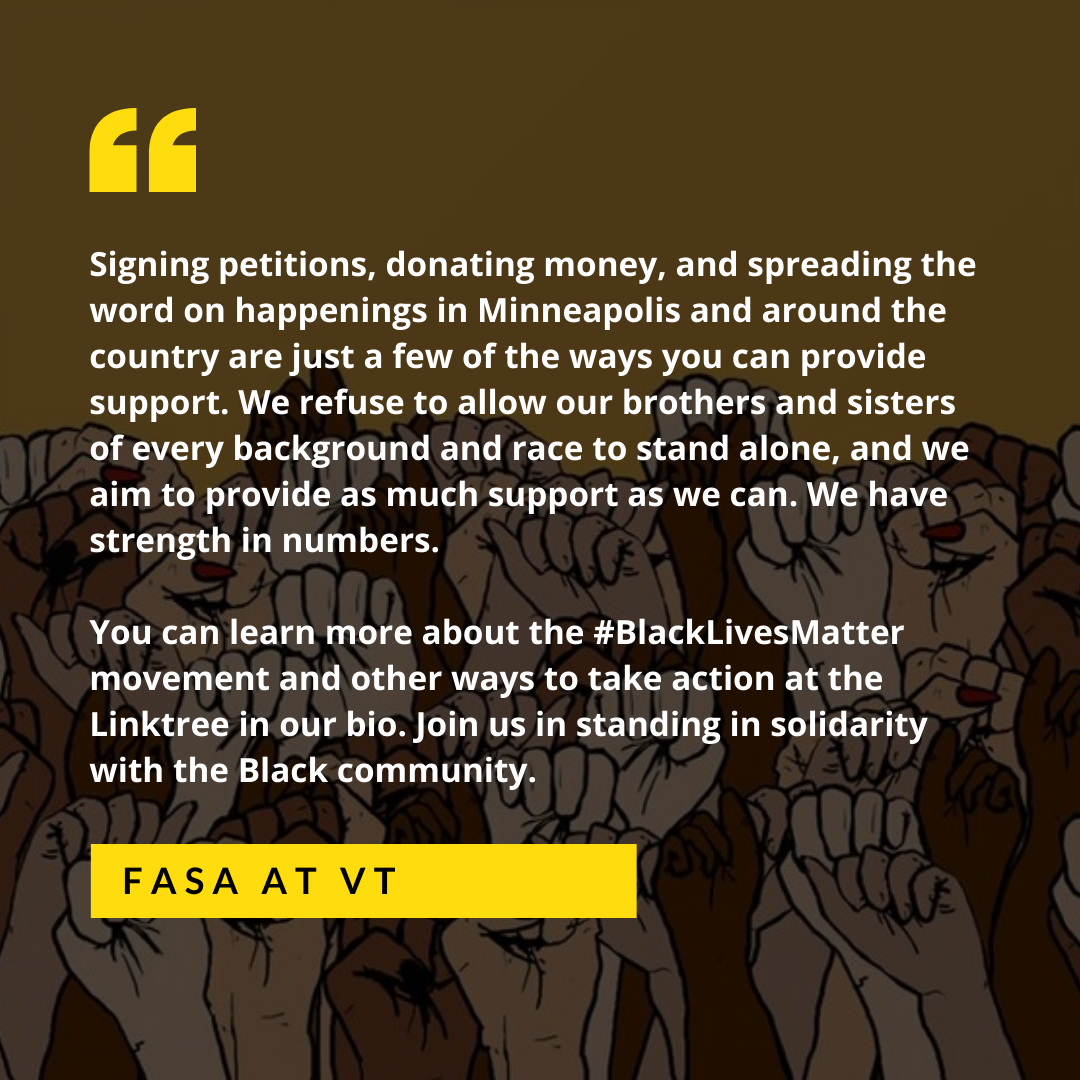 “
Signing petitions, donating money, and spreading the
word on happenings in Minneapolis and around the
country are just a few of the ways you can provide
support. We refuse to allow our brothers and sisters
of every background and race to stand alone, and we
aim to provide as much support as we can. We have
strength in numbers.
You can learn more about the #BlackLivesMatter
movement and other ways to take action at the
Linktree in our bio. Join us in standing in solidarity
with the Black community.
FASA AT VT